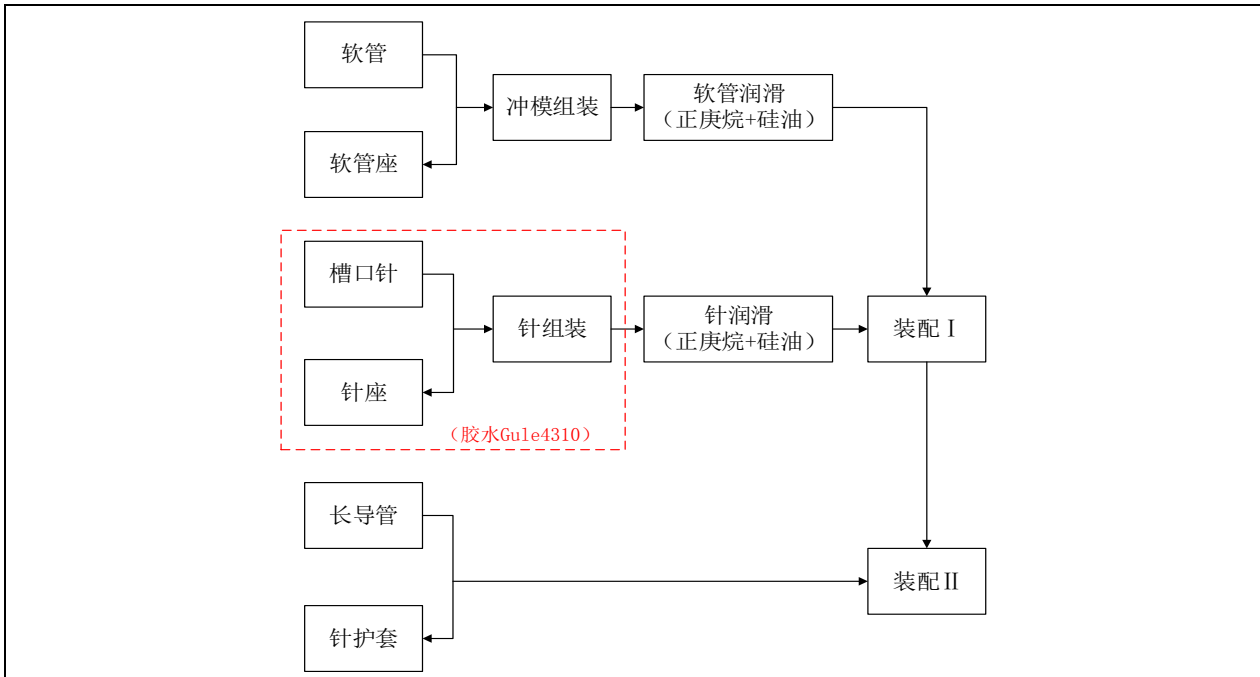 软管
软管座
冲模组装
软管润滑
（正庚烷+硅油）
槽口针
针座
针组装
（胶水Gule4310）
针润滑
（正庚烷+硅油）
装配Ⅰ
长导管
针护套
装配Ⅱ